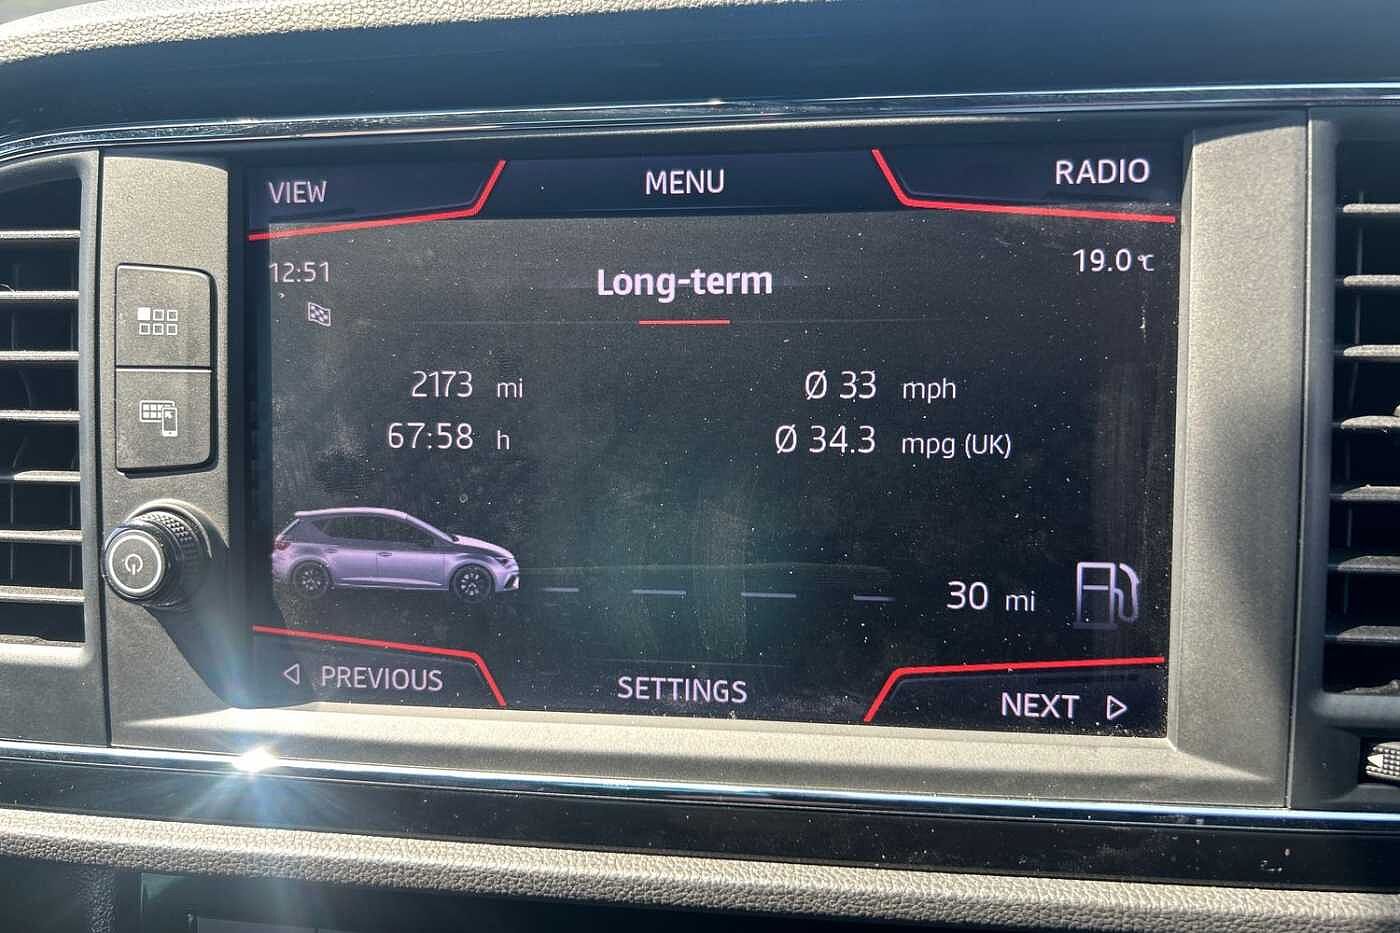 VIEW
MENU
RADIO
12:51
Long-term
19.0 °C
2173 mi
Ø 33 mph
67:58 h
Ø 34.3 mpg (UK)
30 mi
PREVIOUS
SETTINGS
NEXT